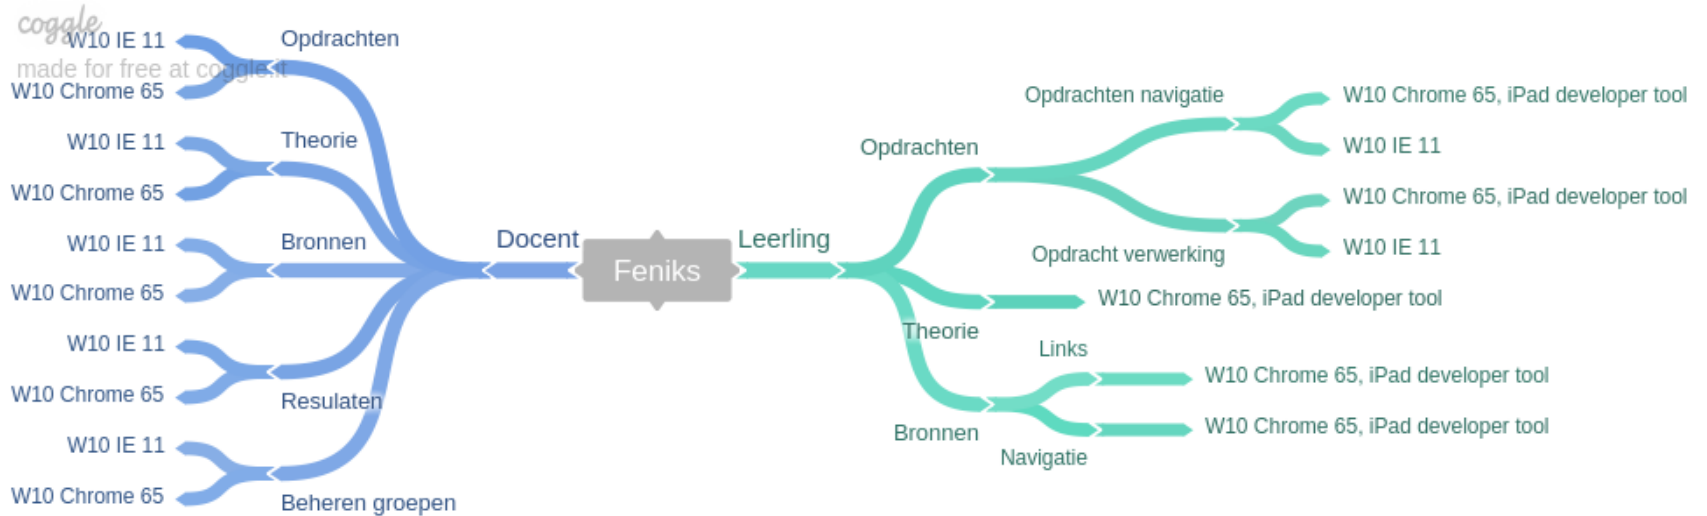 coggle
made for free at coggle.it
Feniks
Docent
Opdrachten
W10 IE 11
W10 Chrome 65
Theorie
W10 IE 11
W10 Chrome 65
Bronnen
W10 IE 11
W10 Chrome 65
Resulaten
W10 IE 11
W10 Chrome 65
Beheren groepen
W10 IE 11
W10 Chrome 65
Leerling
Opdrachten
Opdrachten navigatie
W10 Chrome 65, iPad developer tool
W10 IE 11
Opdracht verwerking
W10 Chrome 65, iPad developer tool
W10 IE 11
Theorie
W10 Chrome 65, iPad developer tool
Bronnen
Links
W10 Chrome 65, iPad developer tool
Navigatie
W10 Chrome 65, iPad developer tool